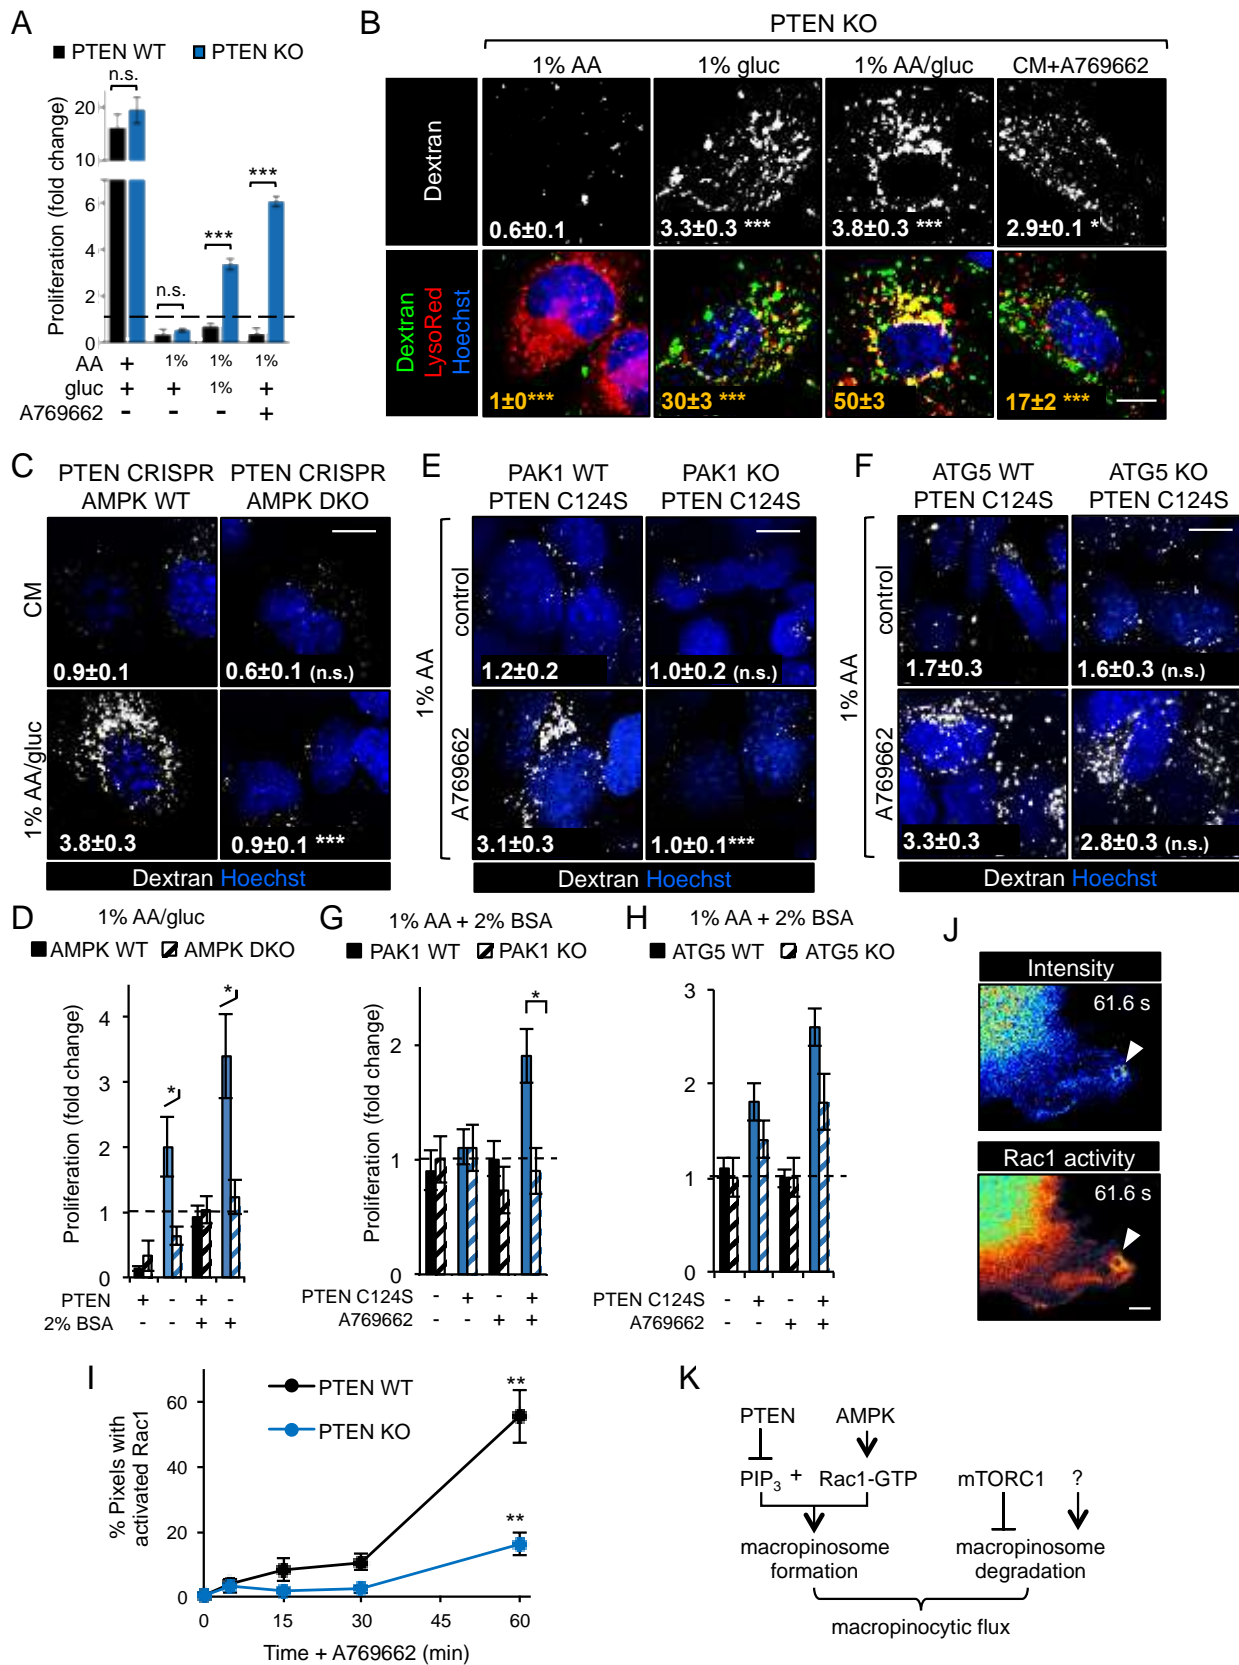 A
PTEN WT PTEN KO
Proliferation (fold change)
n.s.
n.s.
***
***
20
10
6
4
2
0
AA + 1% 1% 1%
gluc + + 1% +
A769662 - - - +
B
PTEN KO
1% AA 1% gluc 1% AA/gluc CM+A769662
Dextran
0.6±0.1 3.3±0.3 *** 3.8±0.3 *** 2.9±0.1 *
Dextran
LysoRed
Hoechst
1±0*** 30±3 *** 50±3 17±2 ***
C
PTEN CRISPR PTEN CRISPR
AMPK WT AMPK DKO
CM
0.9±0.1 0.6±0.1 (n.s.)
1% AA/gluc
3.8±0.3 0.9±0.1 ***
Dextran Hoechst
E
PAK1 WT PAK1 KO
PTEN C124S PTEN C124S
1% AA
control
1.2±0.2 1.0±0.2 (n.s.)
A769662
3.1±0.3 1.0±0.1***
Dextran Hoechst
F
ATG5 WT ATG5 KO
PTEN C124S PTEN C124S
1% AA
control
1.7±0.3 1.6±0.3 (n.s.)
A769662
3.3±0.3 2.8±0.3 (n.s.)
Dextran Hoechst
D
1% AA/gluc
AMPK WT AMPK DKO
Proliferation (fold change)
* *
4
3
2
1
0
PTEN + - + -
2% BSA - - + +
G
1% AA + 2% BSA
PAK1 WT PAK1 KO
Proliferation (fold change)
*
2
1
0
PTEN C124S - + - +
A769662 - - + +
H
1% AA + 2% BSA
ATG5 WT ATG5 KO
3
2
1
0
PTEN C124S - + - +
A769662 - - + +
J
Intensity
61.6 s
Rac1 activity
61.6 s
I
PTEN WT
PTEN KO
% Pixels with
activated Rac1
**
**
60
40
20
0
0 15 30 45 60
Time + A769662 (min)
K
PTEN AMPK
PIP3 + Rac1-GTP mTORC1 ?
macropinosome macropinosome
formation degradation
macropinocytic flux